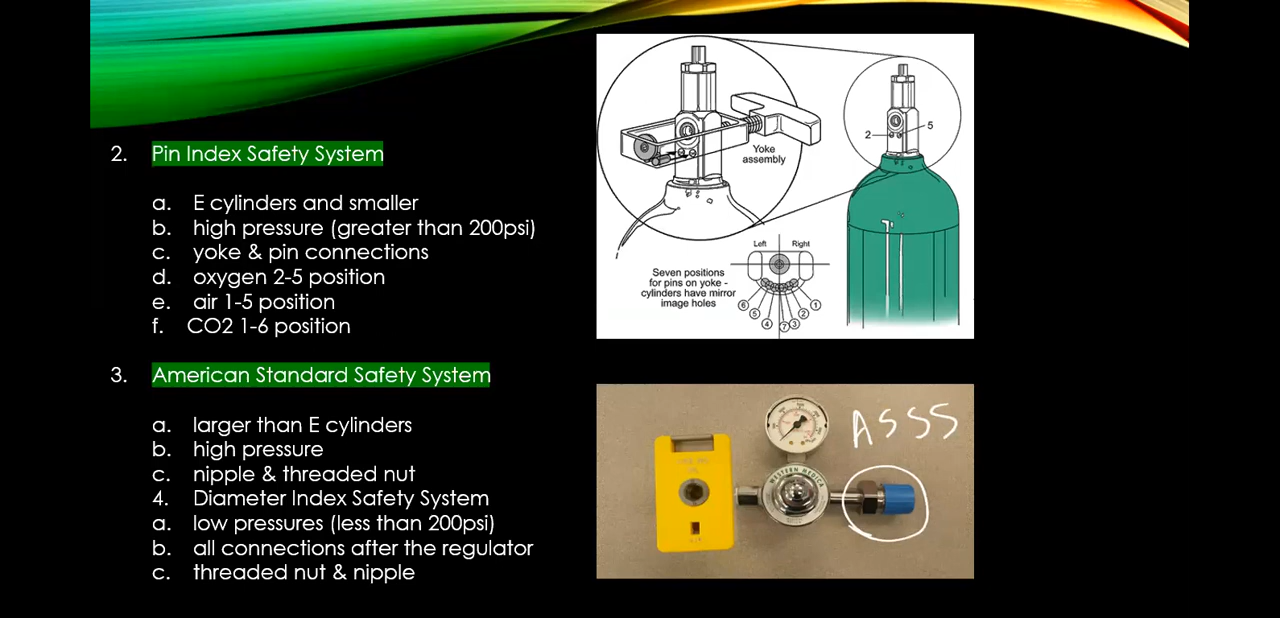 2. Pin Index Safety System
a. E cylinders and smaller
b. high pressure (greater than 200psi)
c. yoke & pin connections
d. oxygen 2-5 position
e. air 1-5 position
f. CO2 1-6 position
3. American Standard Safety System
a. larger than E cylinders
b. high pressure
c. nipple & threaded nut
4. Diameter Index Safety System
a. low pressures (less than 200psi)
b. all connections after the regulator
c. threaded nut & nipple
Yoke
assembly
2
5
Left Right
Seven positions
for pins on yoke -
cylinders have mirror
image holes
6
5
4
7
3
2
1
ASSS
WESTERN MEDICA